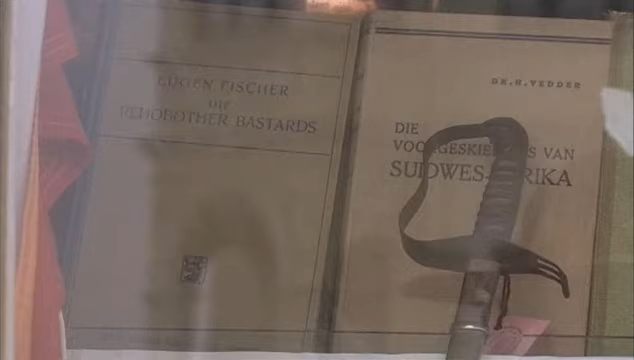 EUGEN FISCHER
DIE
REHOBOTHER BASTARDS
DR. H. VEDDER
DIE
VAN